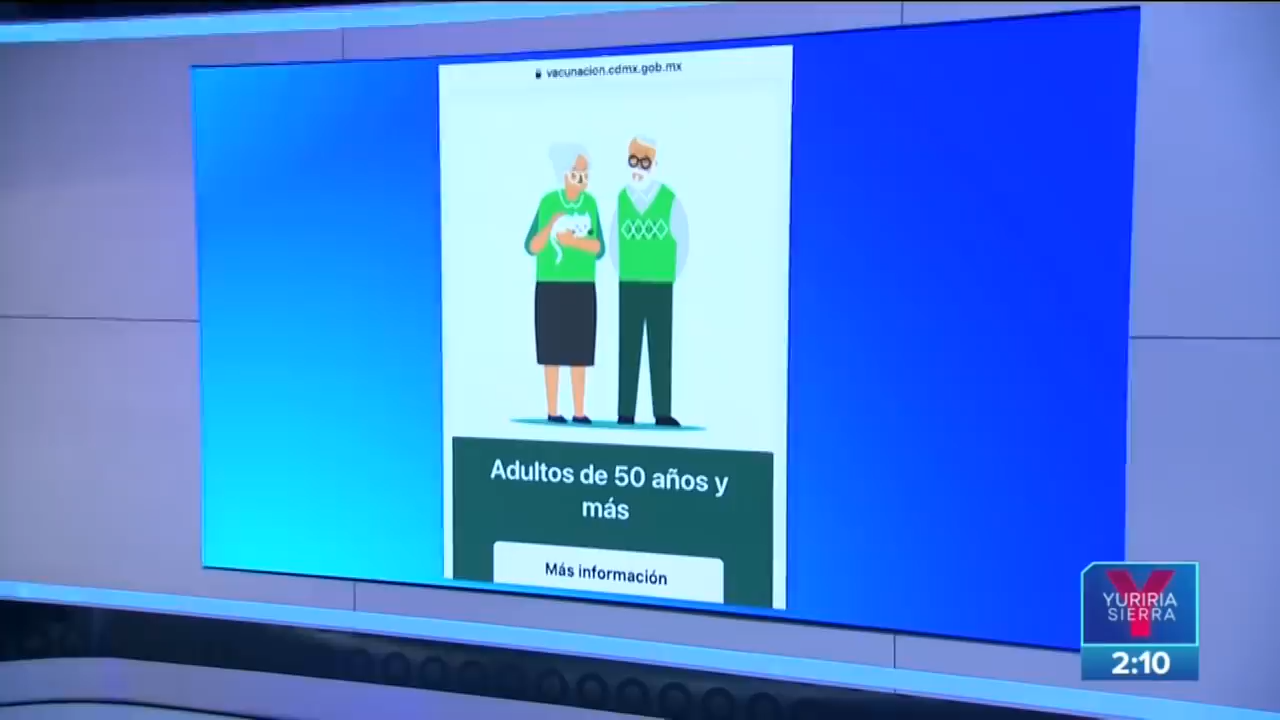 vacunacion.cdmx.gob.mx
Adultos de 50 años y
más
Más información
YURIRIA
SIERRA
2:10